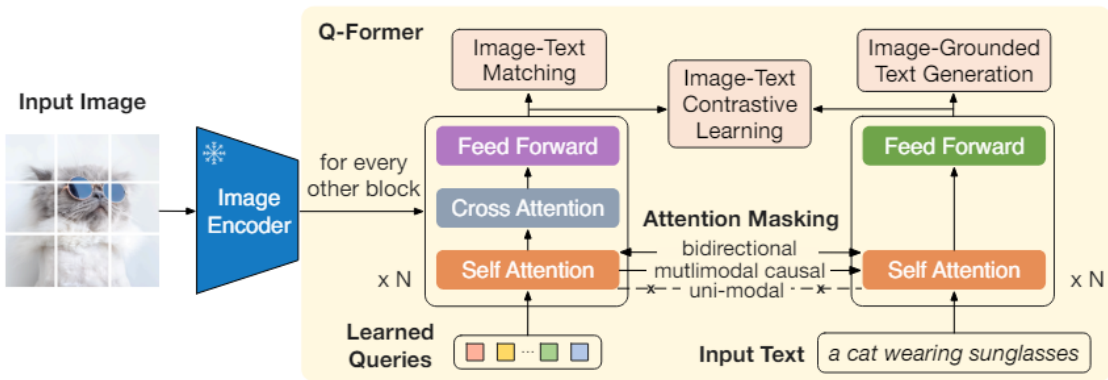 Q-Former
Image-Text
Matching
Image-Text
Contrastive
Learning
Image-Grounded
Text Generation
Input Image
Image
Encoder
for every
other block
Feed Forward
Cross Attention
Self Attention
x N
Attention Masking
bidirectional
mutlimodal causal
uni-modal
Feed Forward
Self Attention
x N
Learned
Queries
...
Input Text
a cat wearing sunglasses